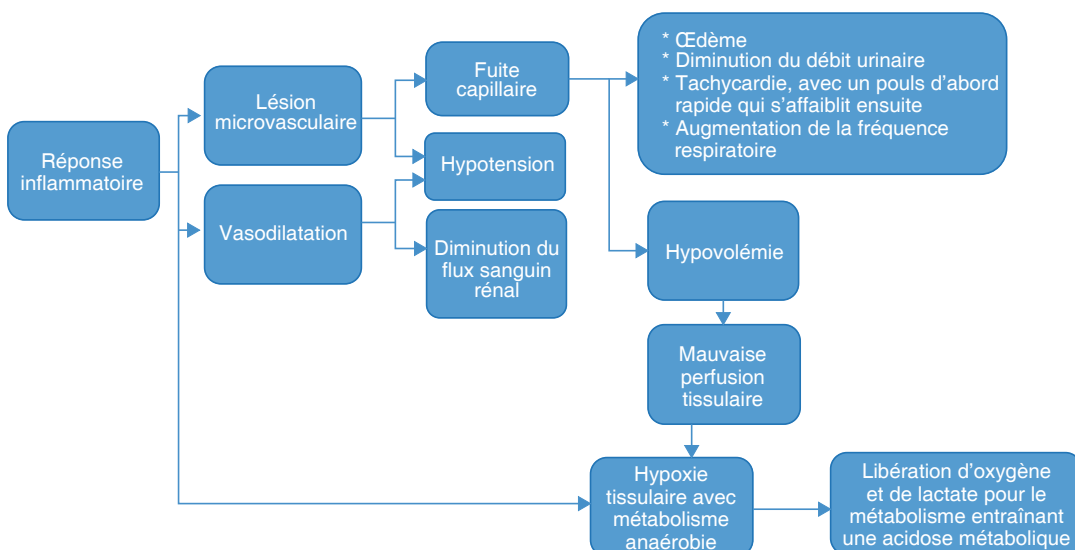 Réponse
inflammatoire
Lésion
microvasculaire
Vasodilatation
Fuite
capillaire
Hypotension
Diminution du
flux sanguin
rénal
* Œdème
* Diminution du débit urinaire
* Tachycardie, avec un pouls d’abord
rapide qui s’affaiblit ensuite
* Augmentation de la fréquence
respiratoire
Hypovolémie
Mauvaise
perfusion
tissulaire
Hypoxie
tissulaire avec
métabolisme
anaérobie
Libération d’oxygène
et de lactate pour le
métabolisme entraînant
une acidose métabolique